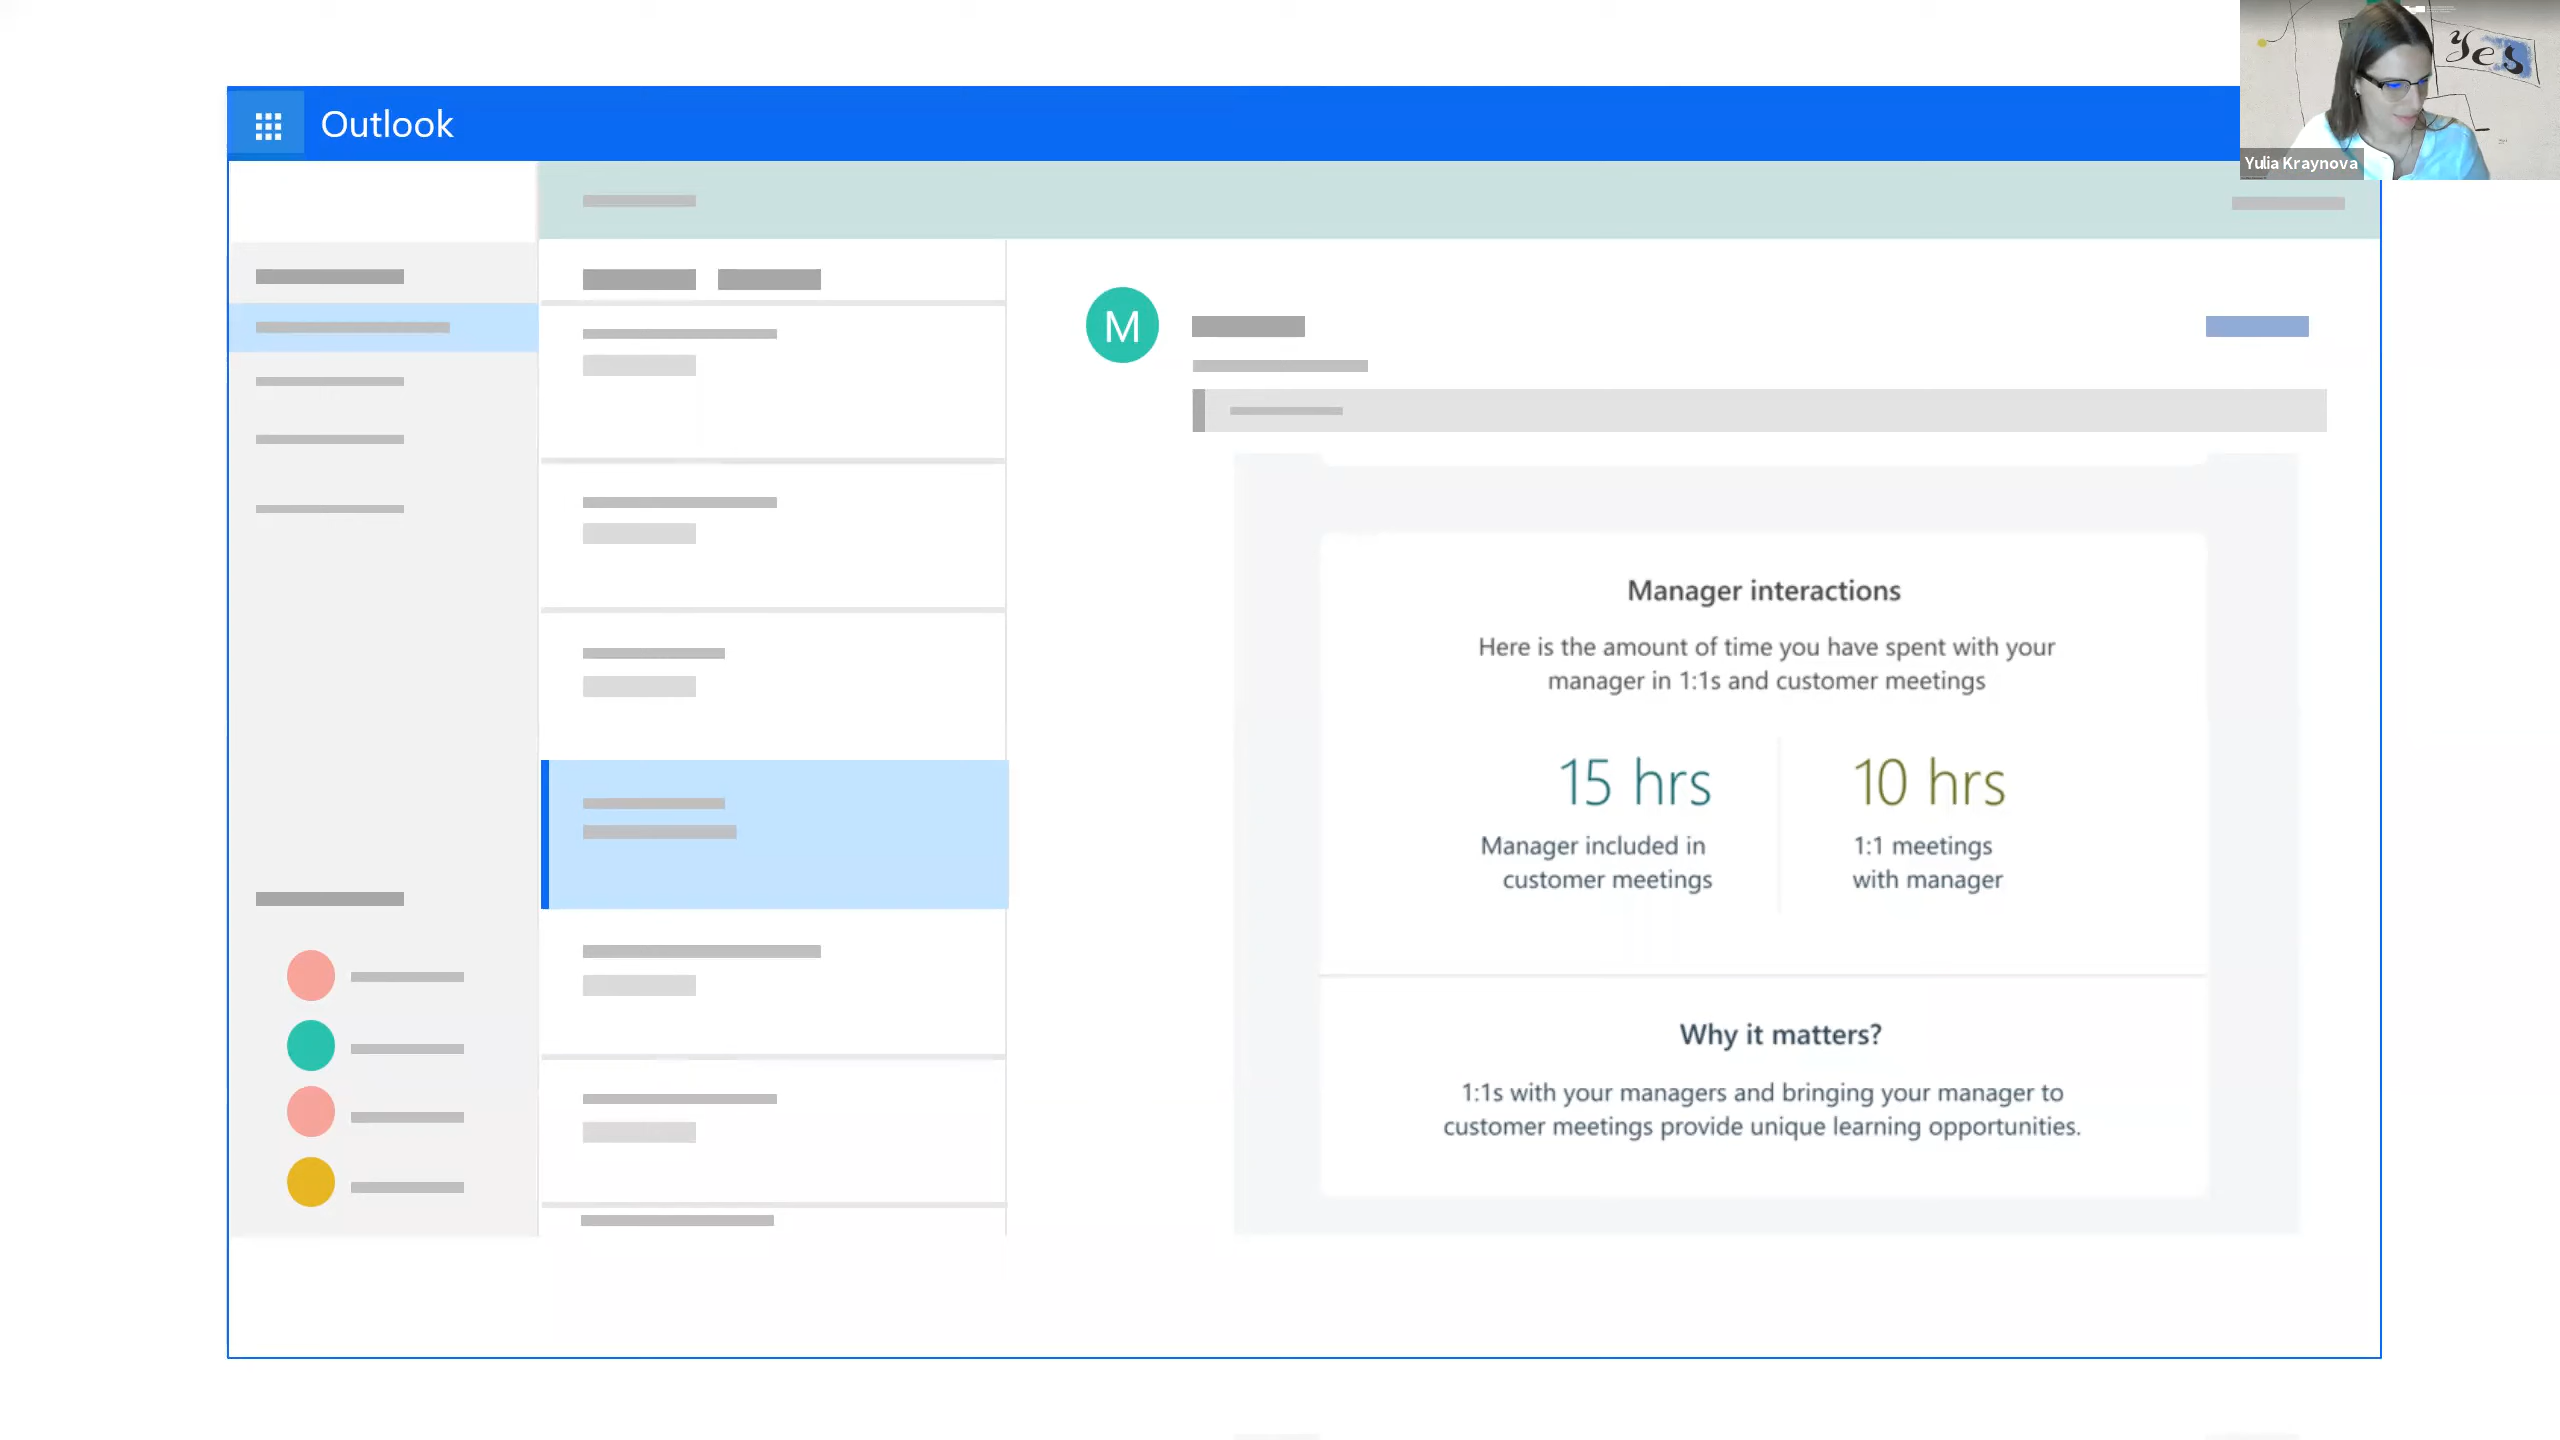 Outlook
Yes
Yulia Kraynova
M
Manager interactions
Here is the amount of time you have spent with your
manager in 1:1s and customer meetings
15 hrs
10 hrs
Manager included in
customer meetings
1:1 meetings
with manager
Why it matters?
1:1s with your managers and bringing your manager to
customer meetings provide unique learning opportunities.